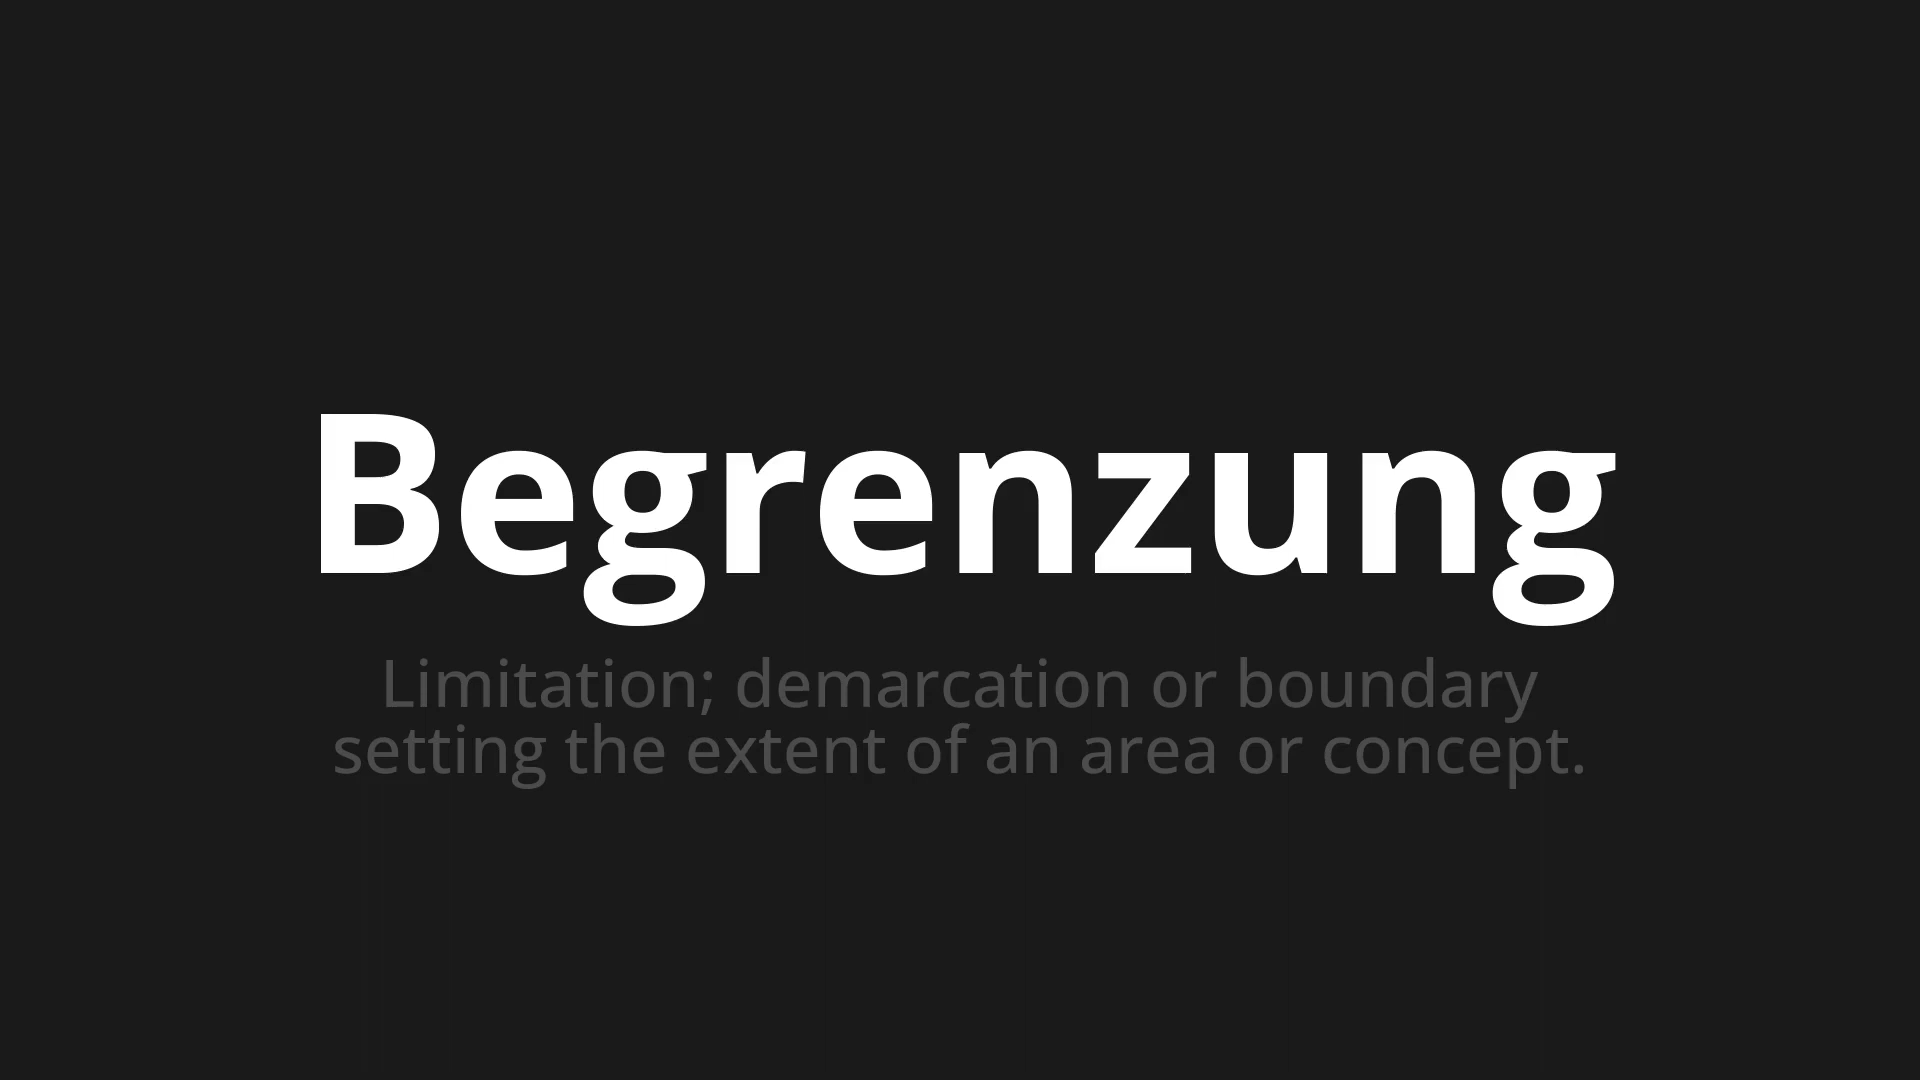 Begrenzung
Limitation; demarcation or boundary
setting the extent of an area or concept.